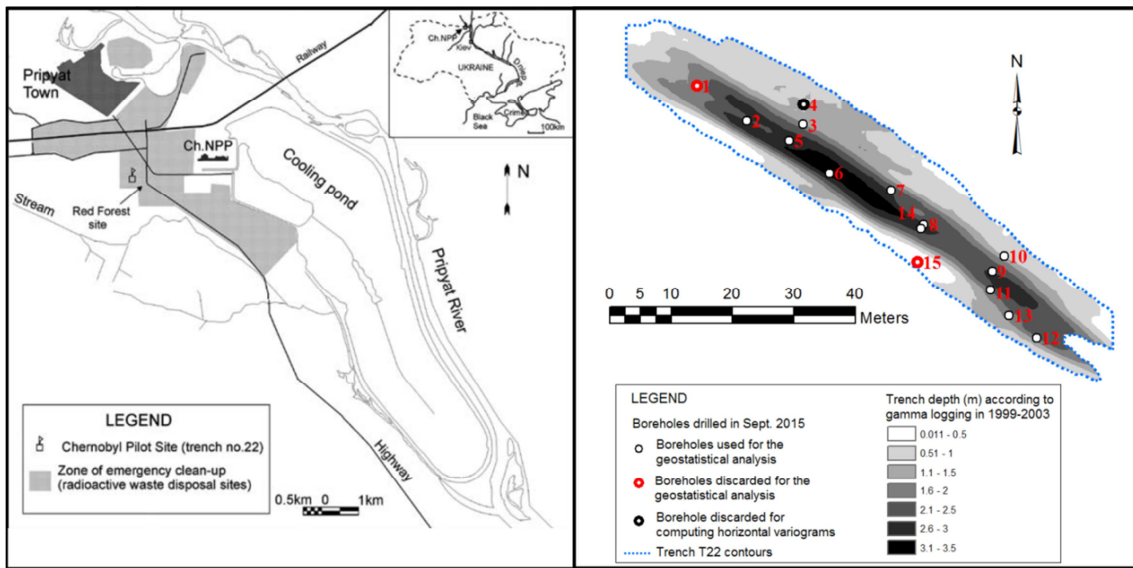 Pripyat
Town
Railway
Ch.NPP
Kiev
UKRAINE
Dniepr
Black
Sea
Crimea
100km
Ch.NPP
Cooling pond
N
Red Forest
site
Stream
Pripyat River
Highway
LEGEND
Chernobyl Pilot Site (trench no.22)
Zone of emergency clean-up
(radioactive waste disposal sites)
0.5km 0 1km
N
1
4
2
3
5
6
7
14
8
15
10
9
11
13
12
0 5 10 20 30 40
Meters
LEGEND
Boreholes drilled in Sept. 2015
Boreholes used for the
geostatistical analysis
Boreholes discarded for the
geostatistical analysis
Borehole discarded for
computing horizontal variograms
Trench T22 contours
Trench depth (m) according to
gamma logging in 1999-2003
0.011 - 0.5
0.51 - 1
1.1 - 1.5
1.6 - 2
2.1 - 2.5
2.6 - 3
3.1 - 3.5